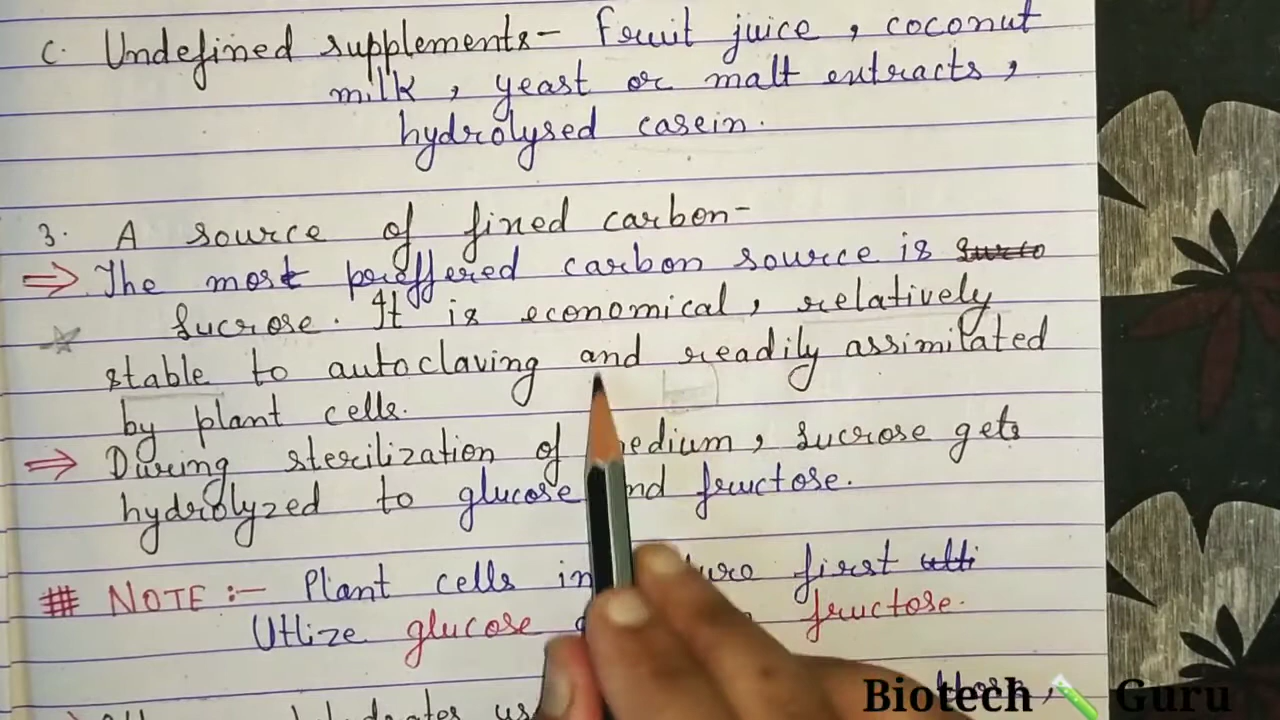 C. Undefined supplements- Fruit juice, coconut
milk, yeast or malt extracts,
hydrolysed casein.
3. A source of fixed carbon-
⇒ The most preffered carbon source is
Sucrose. It is economical, relatively
stable to autoclaving and readily assimilated
by plant cells.
⇒ During sterilization of medium, sucrose gets
hydrolyzed to glucose and fructose.
# NOTE :- Plant cells in first
Utlize glucose fructose.
Biotech Guru